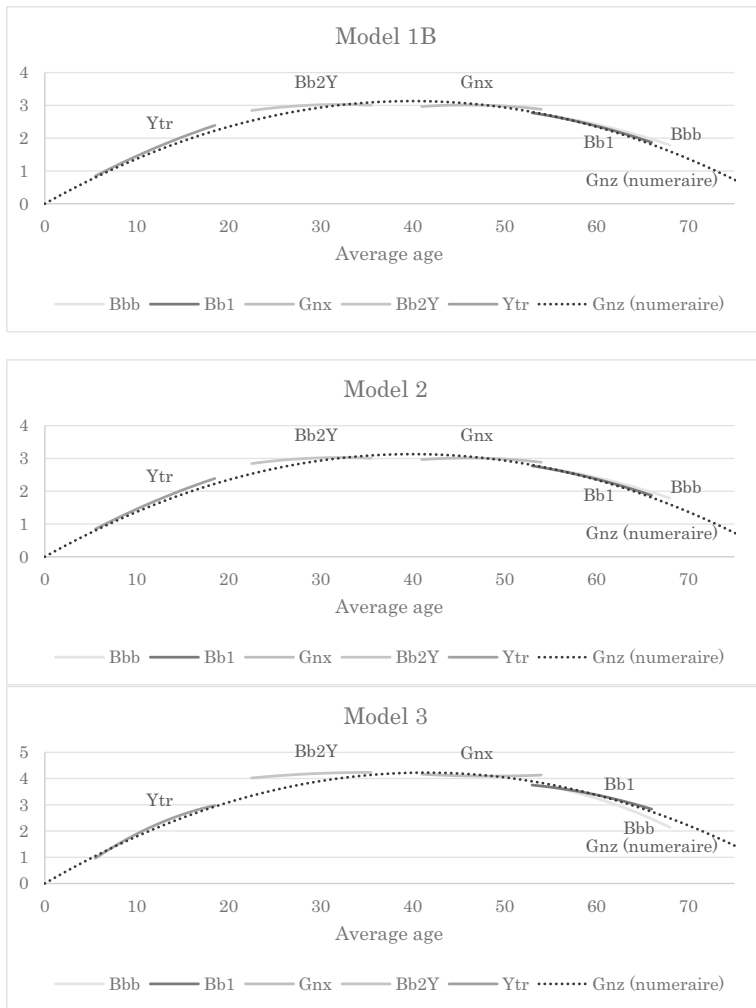 Model 1B
4
Bb2Y Gnx
3
Ytr
Bbb
2
Bb1
1
Gnz (numeraire)
0
0 10 20 30 40 50 60 70
Average age
Bbb Bb1 Gnx Bb2Y Ytr Gnz (numeraire)
Model 2
4
Bb2Y Gnx
3
Ytr
Bbb
2
Bb1
1
Gnz (numeraire)
0
0 10 20 30 40 50 60 70
Average age
Bbb Bb1 Gnx Bb2Y Ytr Gnz (numeraire)
Model 3
5
Bb2Y Gnx
4
Bb1
3
Ytr
2
Bbb
Gnz (numeraire)
1
0
0 10 20 30 40 50 60 70
Average age
Bbb Bb1 Gnx Bb2Y Ytr Gnz (numeraire)